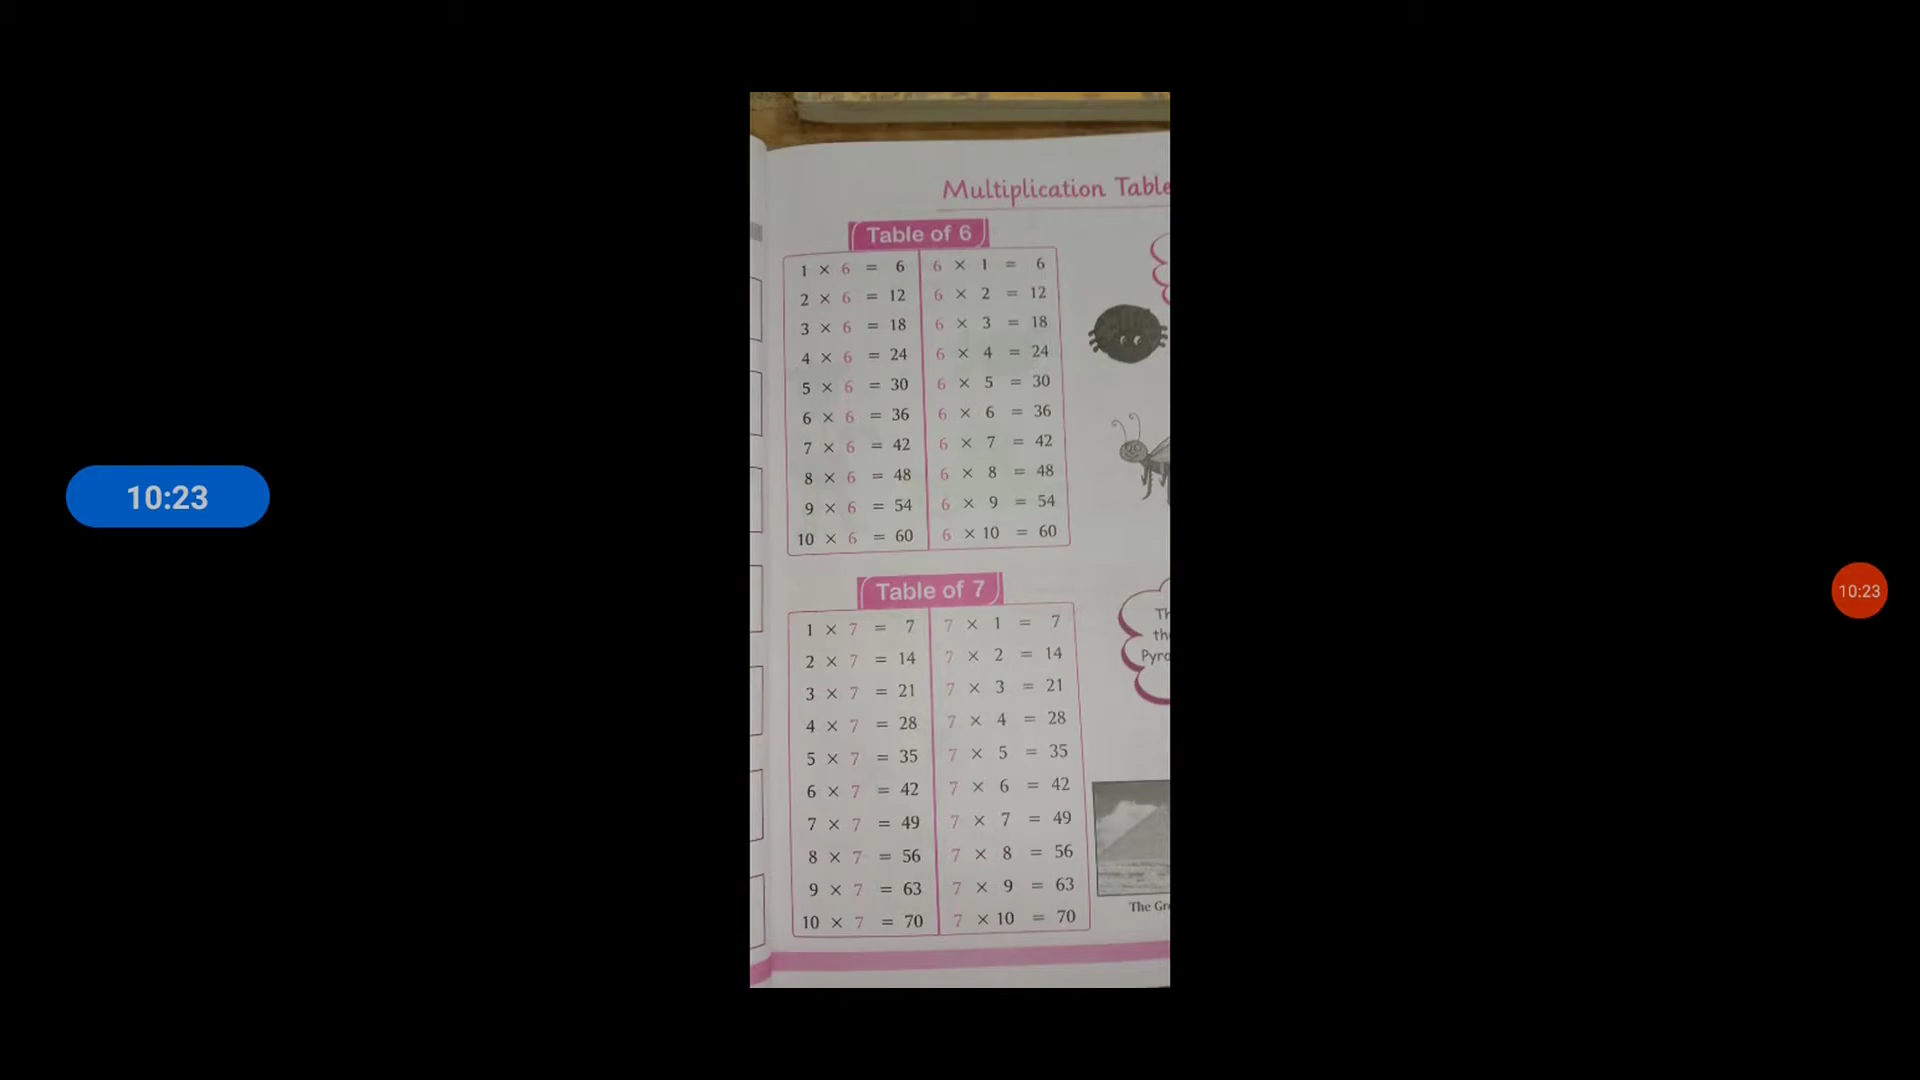 Multiplication Table
Table of 6
1 × 6 = 6 6 × 1 = 6
2 × 6 = 12 6 × 2 = 12
3 × 6 = 18 6 × 3 = 18
4 × 6 = 24 6 × 4 = 24
5 × 6 = 30 6 × 5 = 30
6 × 6 = 36 6 × 6 = 36
7 × 6 = 42 6 × 7 = 42
8 × 6 = 48 6 × 8 = 48
9 × 6 = 54 6 × 9 = 54
10 × 6 = 60 6 × 10 = 60
Table of 7
1 × 7 = 7 7 × 1 = 7
2 × 7 = 14 7 × 2 = 14
3 × 7 = 21 7 × 3 = 21
4 × 7 = 28 7 × 4 = 28
5 × 7 = 35 7 × 5 = 35
6 × 7 = 42 7 × 6 = 42
7 × 7 = 49 7 × 7 = 49
8 × 7 = 56 7 × 8 = 56
9 × 7 = 63 7 × 9 = 63
10 × 7 = 70 7 × 10 = 70
The
10:23
10:23